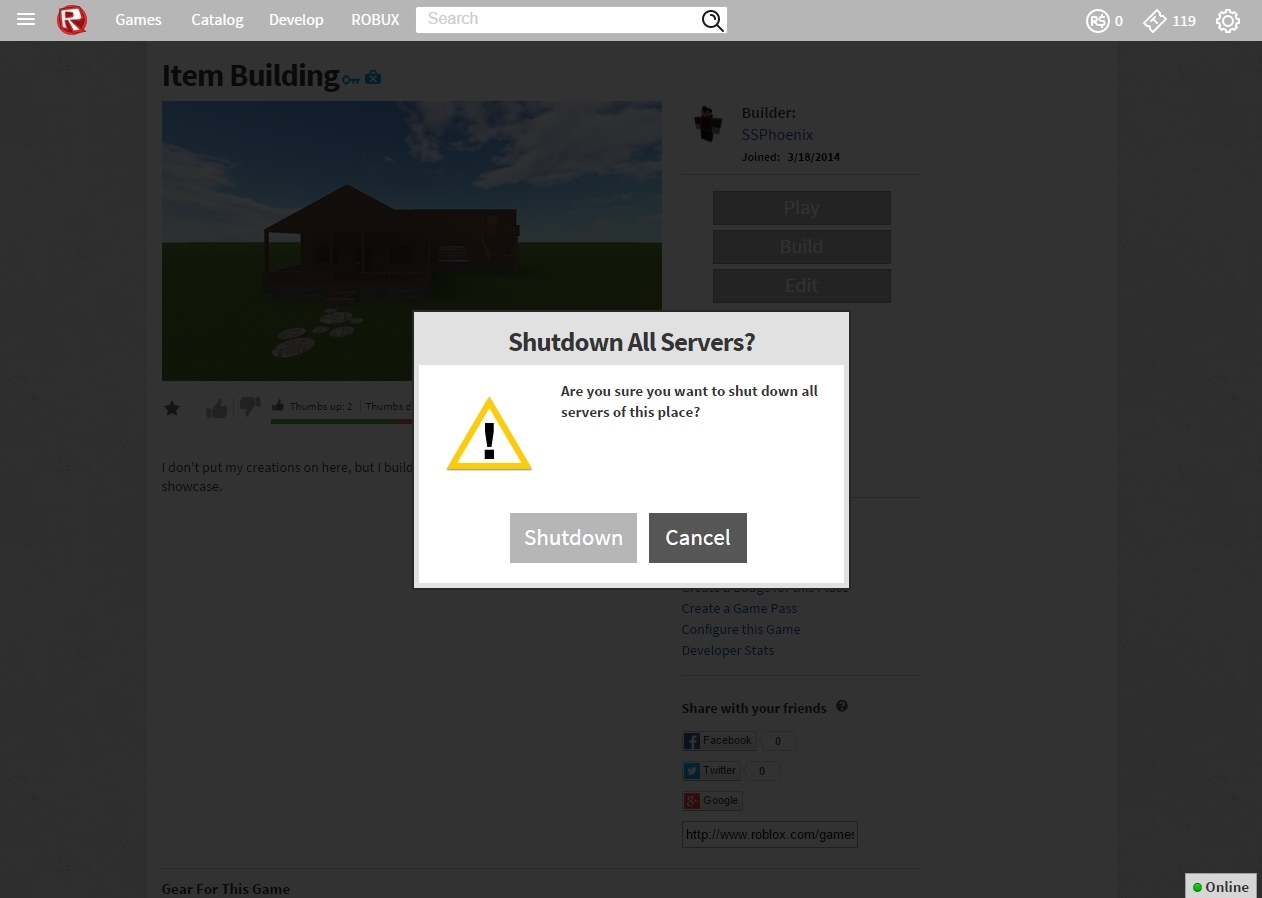 Games Catalog Develop ROBUX Search R$ 0 119
Item Building
Builder:
SSPhoenix
Joined: 3/18/2014
Play
Build
Edit
Shutdown All Servers?
Are you sure you want to shut down all
servers of this place?
Shutdown Cancel
Thumbs up: 2 | Thumbs d
I don't put my creations on here, but I build
showcase.
Create a Badge for this Place
Create a Game Pass
Configure this Game
Developer Stats
Share with your friends
Facebook 0
Twitter 0
Google
http://www.roblox.com/games
Gear For This Game
Online